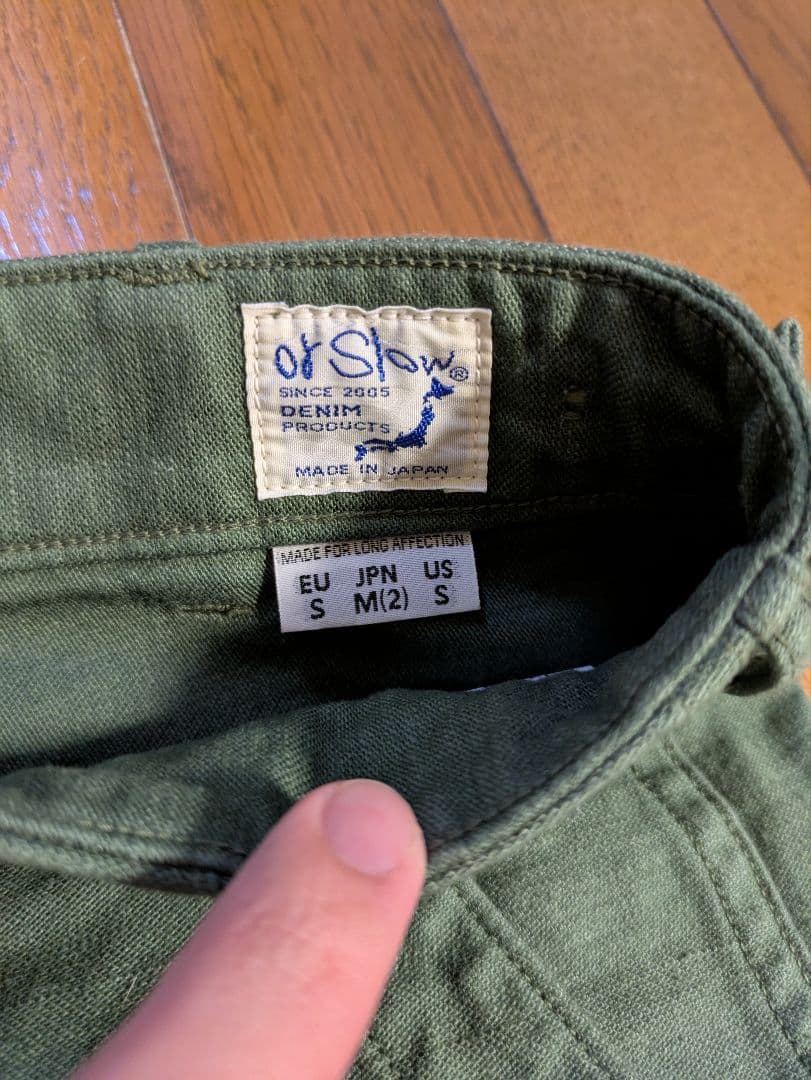 or Slow®
SINCE 2005
DENIM
PRODUCTS
MADE IN JAPAN
MADE FOR LONG AFFECTION
EU JPN US
S M(2) S